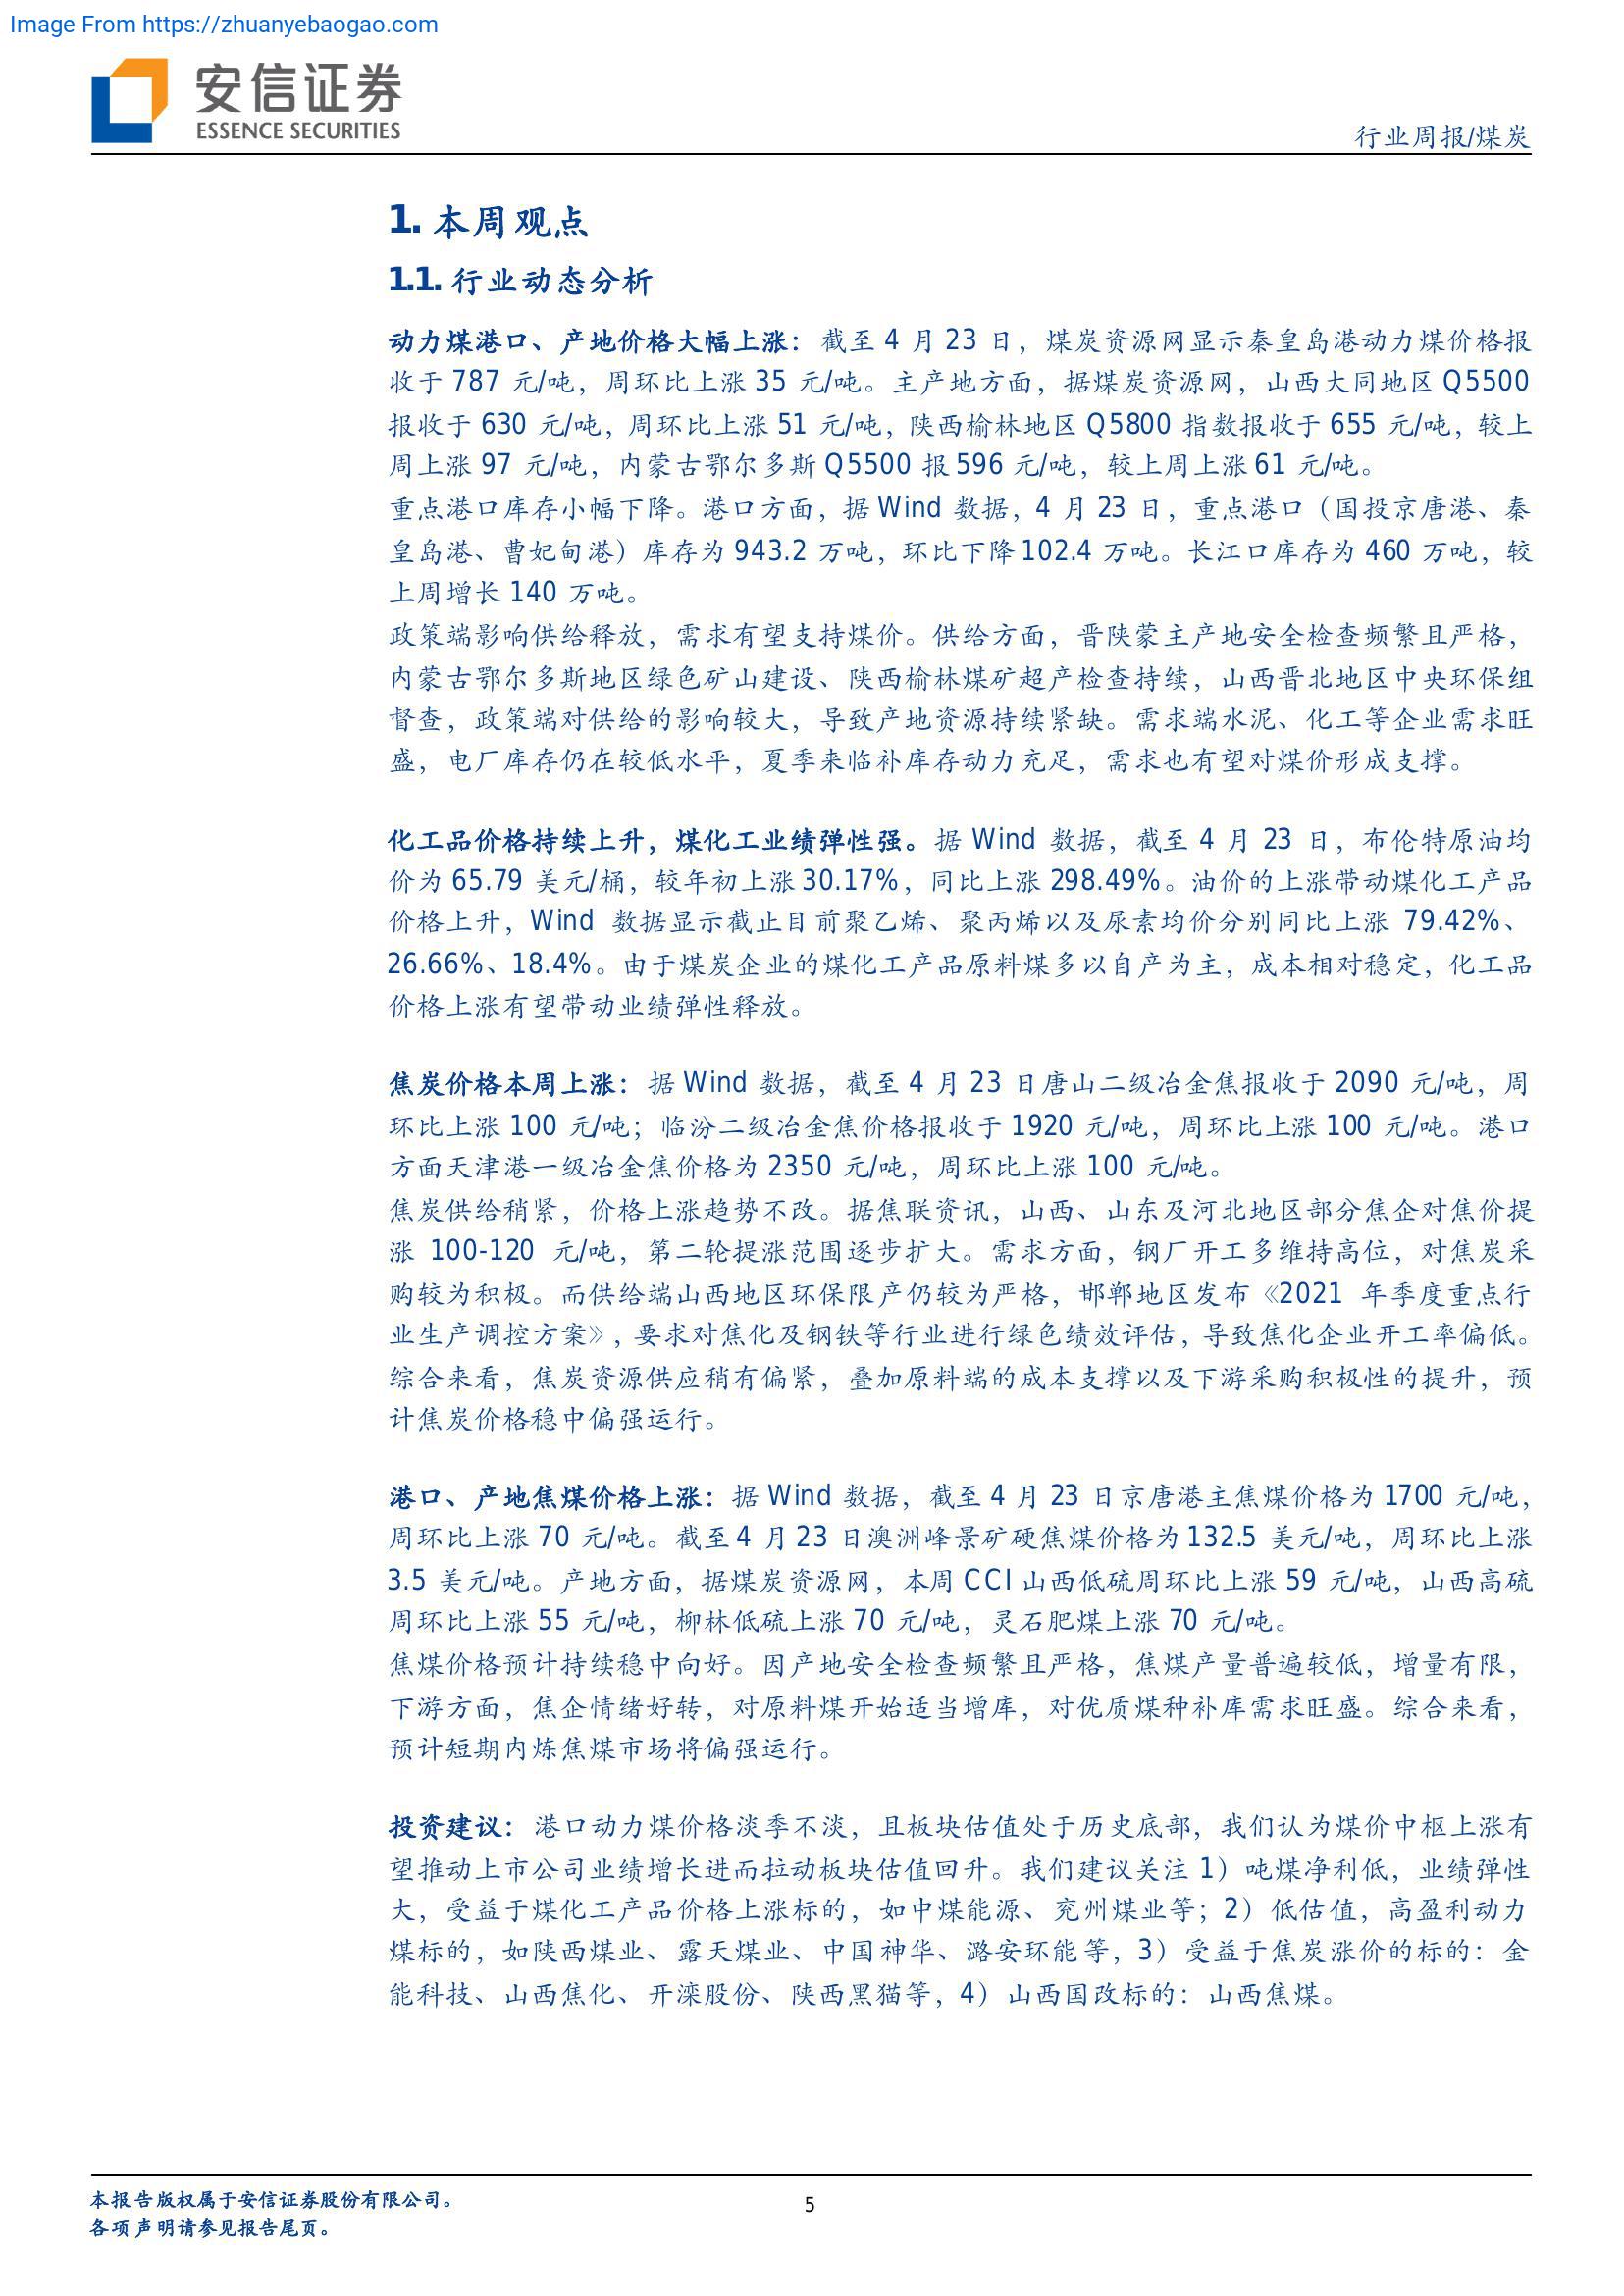 Image From https://zhuanyebaogao.com
安信证券
ESSENCE SECURITIES
行业周报/煤炭
1. 本周观点
1.1. 行业动态分析
动力煤港口、产地价格大幅上涨：截至 4 月 23 日，煤炭资源网显示秦皇岛港动力煤价格报
收于 787 元/吨，周环比上涨 35 元/吨。主产地方面，据煤炭资源网，山西大同地区 Q5500
报收于 630 元/吨，周环比上涨 51 元/吨，陕西榆林地区 Q5800 指数报收于 655 元/吨，较上
周上涨 97 元/吨，内蒙古鄂尔多斯 Q5500 报 596 元/吨，较上周上涨 61 元/吨。
重点港口库存小幅下降。港口方面，据 Wind 数据，4 月 23 日，重点港口（国投京唐港、秦
皇岛港、曹妃甸港）库存为 943.2 万吨，环比下降 102.4 万吨。长江口库存为 460 万吨，较
上周增长 140 万吨。
政策端影响供给释放，需求有望支持煤价。供给方面，晋陕蒙主产地安全检查频繁且严格，
内蒙古鄂尔多斯地区绿色矿山建设、陕西榆林煤矿超产检查持续，山西晋北地区中央环保组
督查，政策端对供给的影响较大，导致产地资源持续紧缺。需求端水泥、化工等企业需求旺
盛，电厂库存仍在较低水平，夏季来临补库存动力充足，需求也有望对煤价形成支撑。
化工品价格持续上升，煤化工业绩弹性强。据 Wind 数据，截至 4 月 23 日，布伦特原油均
价为 65.79 美元/桶，较年初上涨 30.17%，同比上涨 298.49%。油价的上涨带动煤化工产品
价格上升，Wind 数据显示截止目前聚乙烯、聚丙烯以及尿素均价分别同比上涨 79.42%、
26.66%、18.4%。由于煤炭企业的煤化工产品原料煤多以自产为主，成本相对稳定，化工品
价格上涨有望带动业绩弹性释放。
焦炭价格本周上涨：据 Wind 数据，截至 4 月 23 日唐山二级冶金焦报收于 2090 元/吨，周
环比上涨 100 元/吨；临汾二级冶金焦价格报收于 1920 元/吨，周环比上涨 100 元/吨。港口
方面天津港一级冶金焦价格为 2350 元/吨，周环比上涨 100 元/吨。
焦炭供给稍紧，价格上涨趋势不改。据焦联资讯，山西、山东及河北地区部分焦企对焦价提
涨 100-120 元/吨，第二轮提涨范围逐步扩大。需求方面，钢厂开工多维持高位，对焦炭采
购较为积极。而供给端山西地区环保限产仍较为严格，邯郸地区发布《2021 年季度重点行
业生产调控方案》，要求对焦化及钢铁等行业进行绿色绩效评估，导致焦化企业开工率偏低。
综合来看，焦炭资源供应稍有偏紧，叠加原料端的成本支撑以及下游采购积极性的提升，预
计焦炭价格稳中偏强运行。
港口、产地焦煤价格上涨：据 Wind 数据，截至 4 月 23 日京唐港主焦煤价格为 1700 元/吨，
周环比上涨 70 元/吨。截至 4 月 23 日澳洲峰景矿硬焦煤价格为 132.5 美元/吨，周环比上涨
3.5 美元/吨。产地方面，据煤炭资源网，本周 CCI 山西低硫周环比上涨 59 元/吨，山西高硫
周环比上涨 55 元/吨，柳林低硫上涨 70 元/吨，灵石肥煤上涨 70 元/吨。
焦煤价格预计持续稳中向好。因产地安全检查频繁且严格，焦煤产量普遍较低，增量有限，
下游方面，焦企情绪好转，对原料煤开始适当增库，对优质煤种补库需求旺盛。综合来看，
预计短期内炼焦煤市场将偏强运行。
投资建议：港口动力煤价格淡季不淡，且板块估值处于历史底部，我们认为煤价中枢上涨有
望推动上市公司业绩增长进而拉动板块估值回升。我们建议关注 1）吨煤净利低，业绩弹性
大，受益于煤化工产品价格上涨标的，如中煤能源、兖州煤业等；2）低估值，高盈利动力
煤标的，如陕西煤业、露天煤业、中国神华、潞安环能等，3）受益于焦炭涨价的标的：金
能科技、山西焦化、开滦股份、陕西黑猫等，4）山西国改标的：山西焦煤。
本报告版权属于安信证券股份有限公司。
各项声明请参见报告尾页。
5